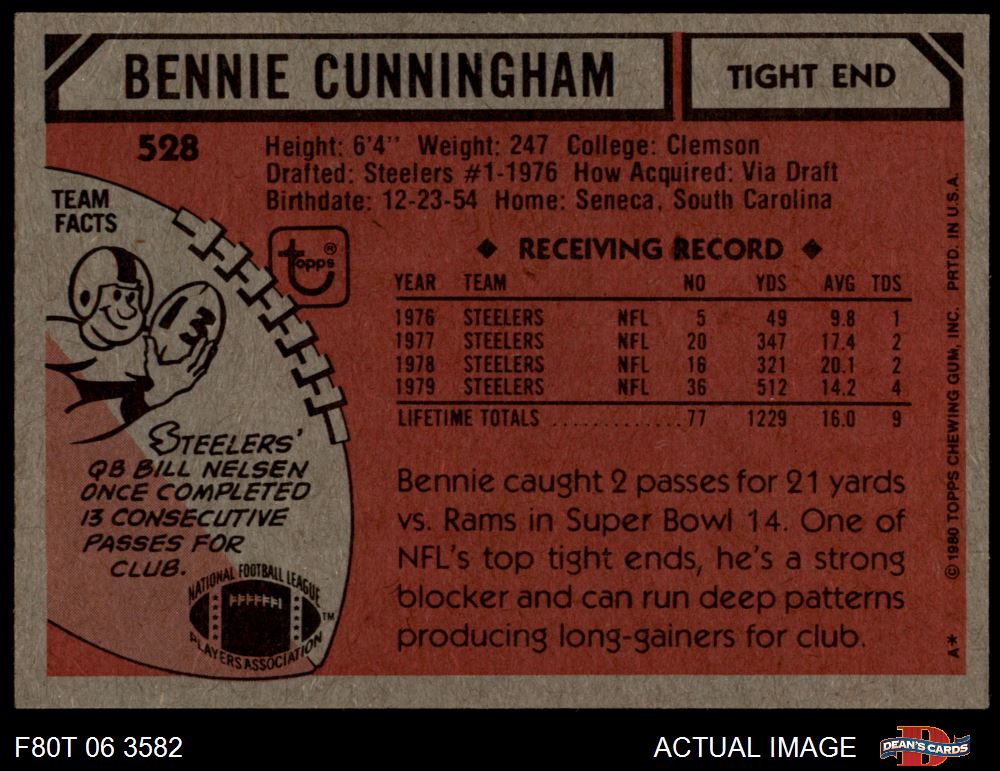 BENNIE CUNNINGHAM
TIGHT END
528
Height: 6'4" Weight: 247 College: Clemson
Drafted: Steelers #1-1976 How Acquired: Via Draft
Birthdate: 12-23-54 Home: Seneca, South Carolina
TEAM
FACTS
13
STEELERS'
QB BILL NELSEN
ONCE COMPLETED
13 CONSECUTIVE
PASSES FOR
CLUB.
topps®
◆ RECEIVING RECORD ◆
YEAR TEAM NO YDS AVG TDS
1976 STEELERS NFL 5 49 9.8 1
1977 STEELERS NFL 20 347 17.4 2
1978 STEELERS NFL 16 321 20.1 2
1979 STEELERS NFL 36 512 14.2 4
LIFETIME TOTALS ............ 77 1229 16.0 9
Bennie caught 2 passes for 21 yards
vs. Rams in Super Bowl 14. One of
NFL's top tight ends, he's a strong
blocker and can run deep patterns
producing long-gainers for club.
NATIONAL FOOTBALL LEAGUE
PLAYERS ASSOCIATION
TM
A* ©1980 TOPPS CHEWING GUM, INC. PRTD. IN U.S.A.
F80T 06 3582
ACTUAL IMAGE
DEAN'S CARDS